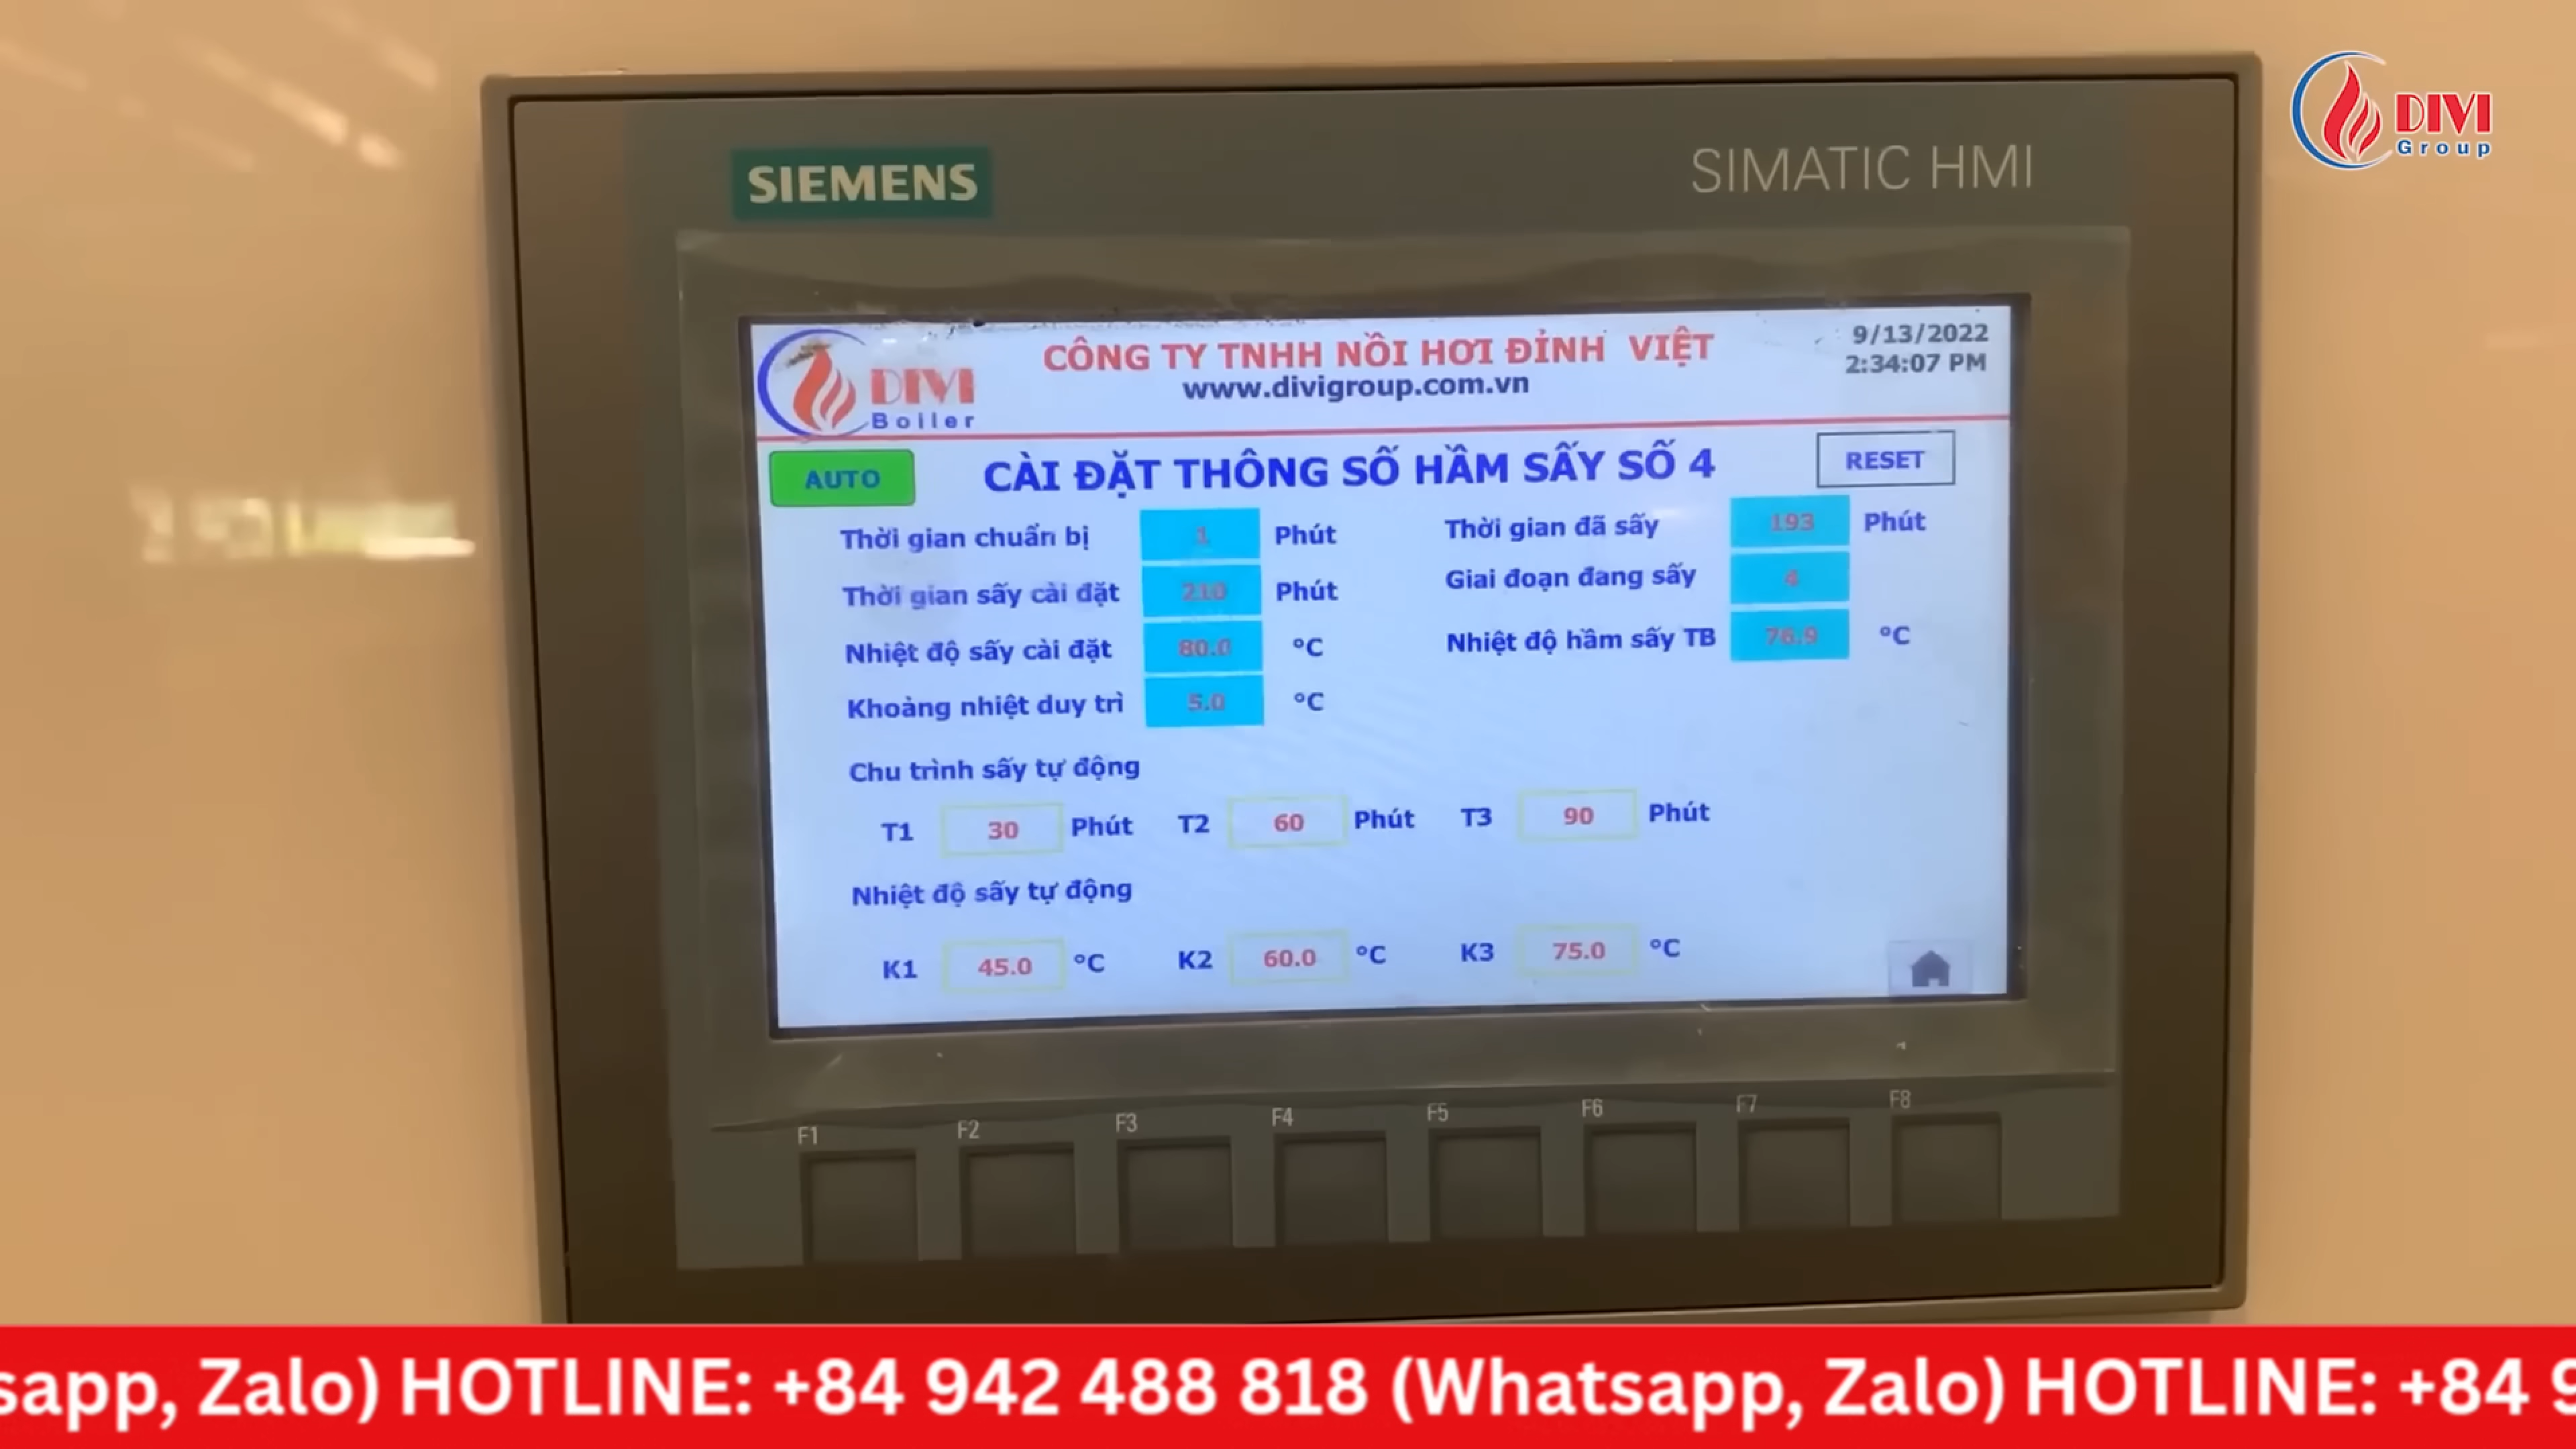 DIVI
Group
SIEMENS
SIMATIC HMI
DIVI
Boiler
CÔNG TY TNHH NỒI HƠI ĐỈNH VIỆT
www.divigroup.com.vn
9/13/2022
2:34:07 PM
AUTO
CÀI ĐẶT THÔNG SỐ HẦM SẤY SỐ 4
RESET
Thời gian chuẩn bị 1 Phút
Thời gian đã sấy 193 Phút
Thời gian sấy cài đặt 210 Phút
Giai đoạn đang sấy 4
Nhiệt độ sấy cài đặt 80.0 °C
Nhiệt độ hầm sấy TB 76.9 °C
Khoảng nhiệt duy trì 5.0 °C
Chu trình sấy tự động
T1 30 Phút T2 60 Phút T3 90 Phút
Nhiệt độ sấy tự động
K1 45.0 °C K2 60.0 °C K3 75.0 °C
F1 F2 F3 F4 F5 F6 F7 F8
sapp, Zalo) HOTLINE: +84 942 488 818 (Whatsapp, Zalo) HOTLINE: +84 9